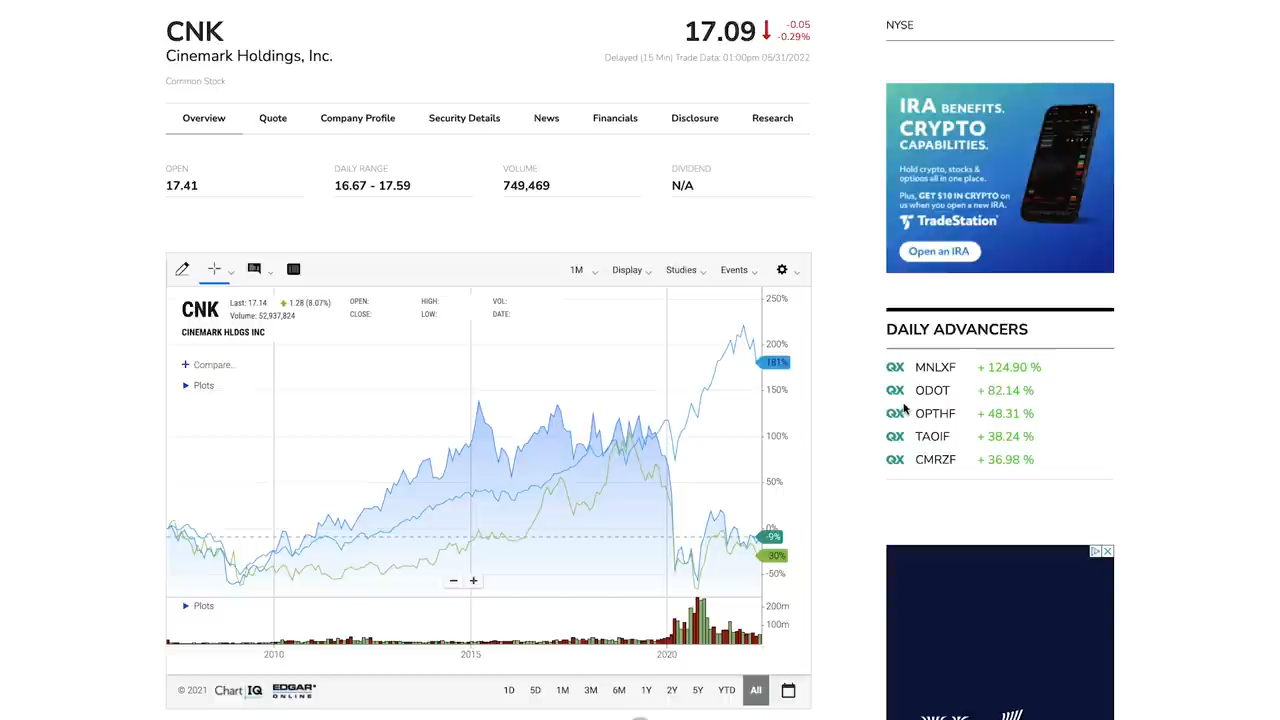 CNK
17.09
-0.05
-0.29%
Cinemark Holdings, Inc.
Delayed (15 Min) Trade Data: 01:00pm 05/31/2022
Common Stock
Overview Quote Company Profile Security Details News Financials Disclosure Research
OPEN DAILY RANGE VOLUME DIVIDEND
17.41 16.67 - 17.59 749,469 N/A
1M Display Studies Events
CNK Last: 17.14 1.28 (8.07%) OPEN: HIGH: VOL:
Volume: 52,937,824 CLOSE: LOW: DATE:
CINEMARK HLDGS INC
+ Compare..
Plots
250%
200%
181%
150%
100%
50%
0%
-9%
30%
-50%
− +
Plots
200m
100m
2010 2015 2020
© 2021 Chart IQ EDGAR® ONLINE 1D 5D 1M 3M 6M 1Y 2Y 5Y YTD All
NYSE
IRA BENEFITS.
CRYPTO
CAPABILITIES.
Hold crypto, stocks &
options all in one place.
Plus, GET $10 IN CRYPTO on
us when you open a new IRA.
TradeStation
Open an IRA
DAILY ADVANCERS
QX MNLXF + 124.90 %
QX ODOT + 82.14 %
QX OPTHF + 48.31 %
QX TAOIF + 38.24 %
QX CMRZF + 36.98 %